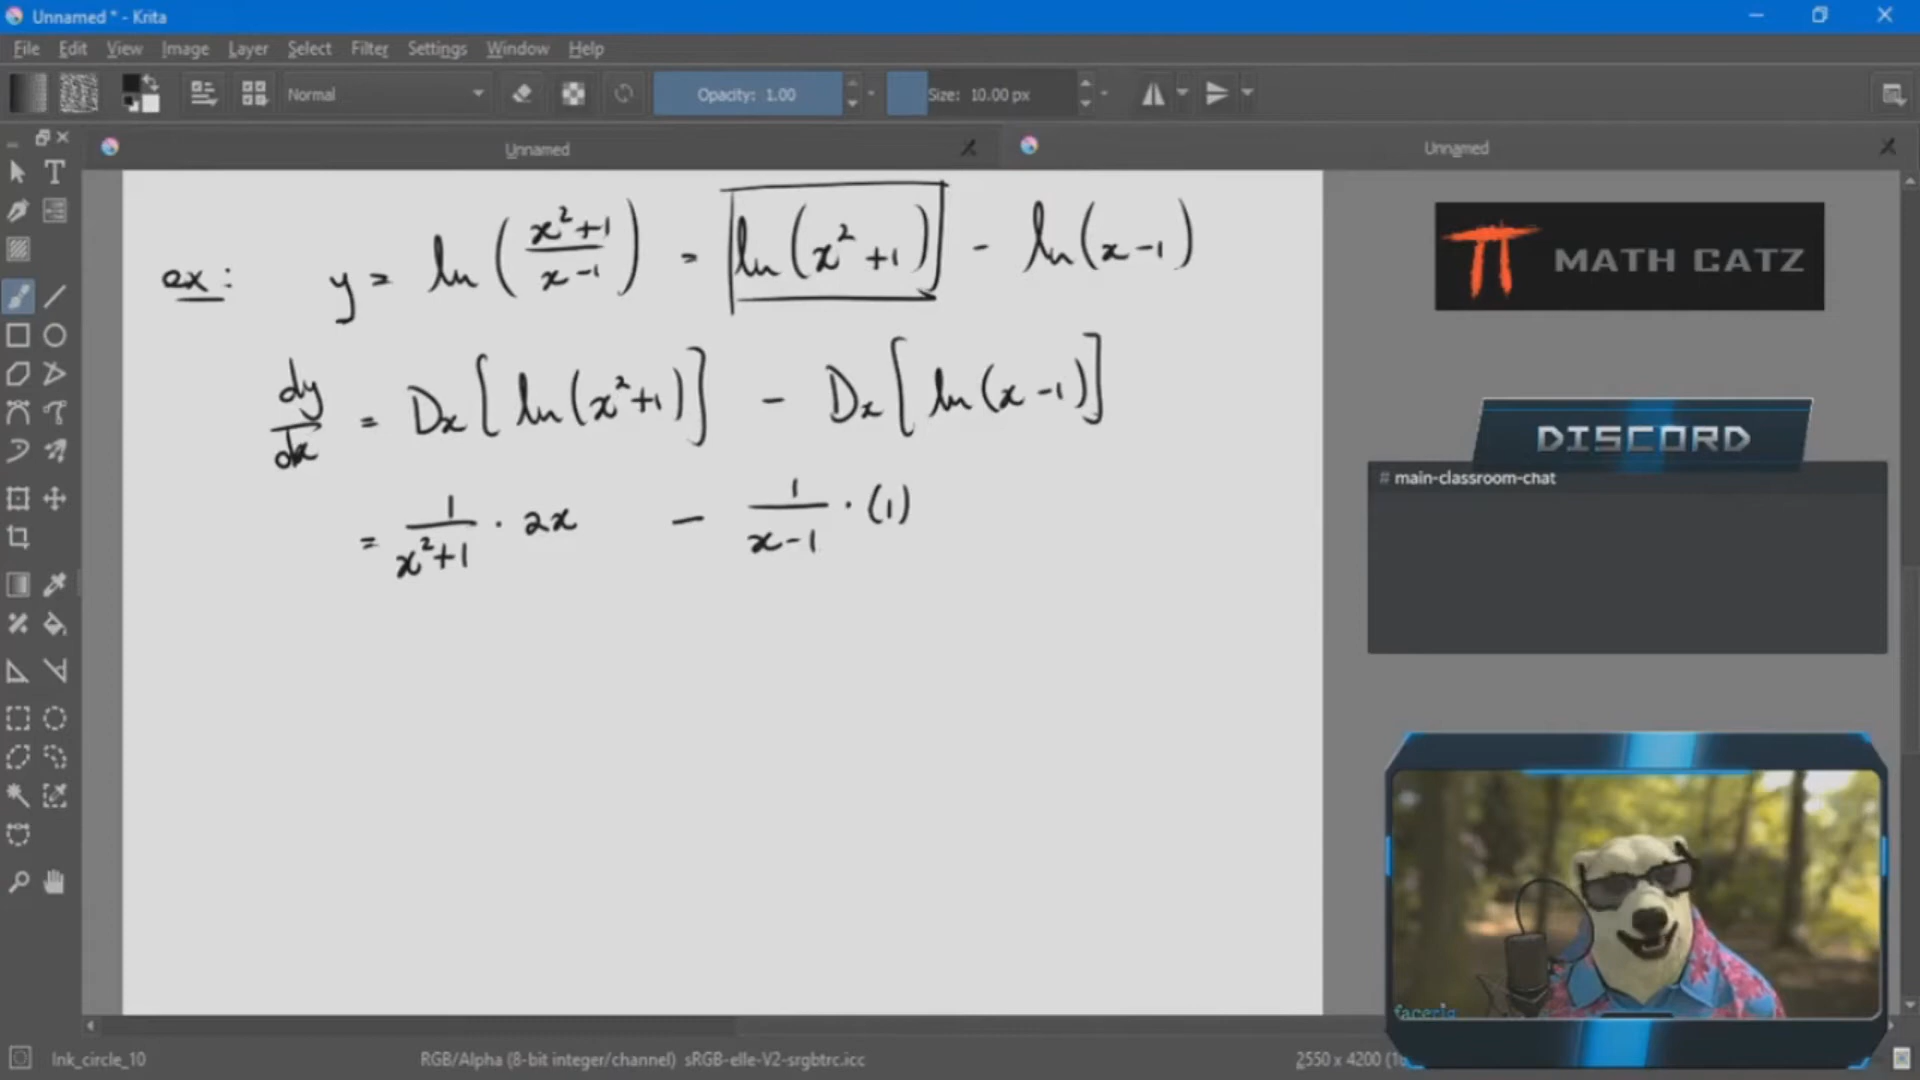 Unnamed * - Krita
File Edit View Image Layer Select Filter Settings Window Help
Normal Opacity: 1.00 Size: 10.00 px
Unnamed Unnamed
ex: y = ln((x²+1)/(x-1)) = ln(x²+1) - ln(x-1)
dy/dx = Dx[ln(x²+1)] - Dx[ln(x-1)]
= 1/(x²+1) · 2x - 1/(x-1) · (1)
MATH CATZ
DISCORD
# main-classroom-chat
facerig
Ink_circle_10 RGB/Alpha (8-bit integer/channel) sRGB-elle-V2-srgbtrc.icc 2550 x 4200